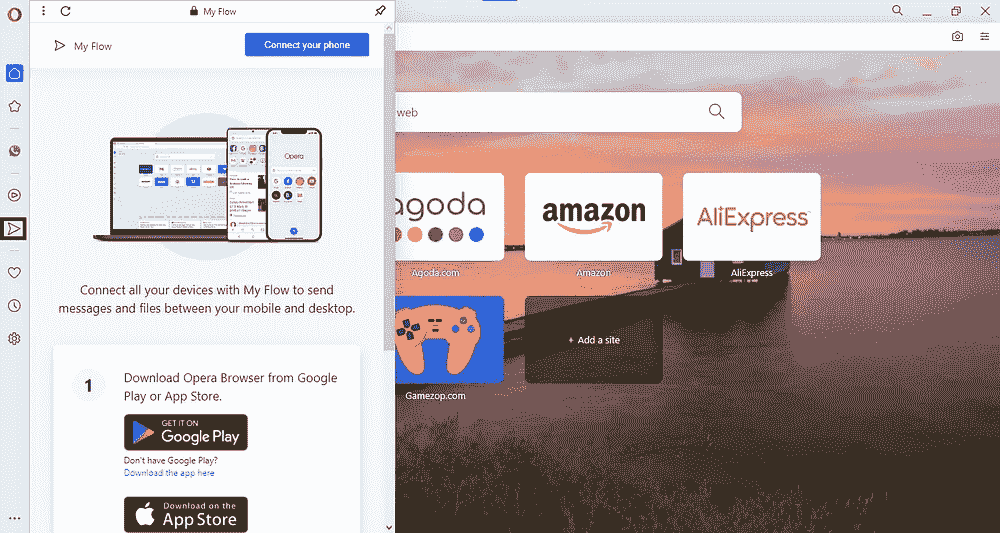 My Flow
My Flow
Connect your phone
web
Opera
agoda
amazon
AliExpress
Agoda.com
Amazon
AliExpress
Connect all your devices with My Flow to send
messages and files between your mobile and desktop.
+ Add a site
Gamezop.com
1
Download Opera Browser from Google
Play or App Store.
GET IT ON
Google Play
Don't have Google Play?
Download the app here
Download on the
App Store